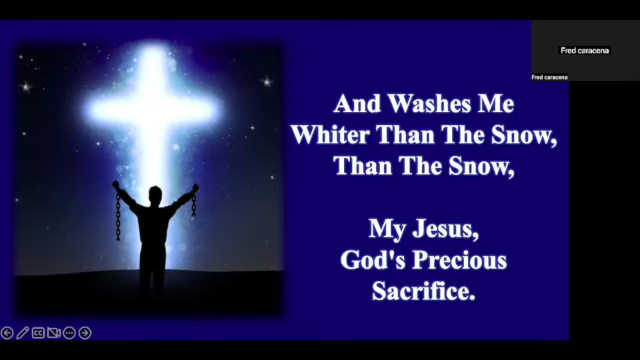 Fred caracena
Fred caracena
And Washes Me
Whiter Than The Snow,
Than The Snow,
My Jesus,
God's Precious
Sacrifice.
CC